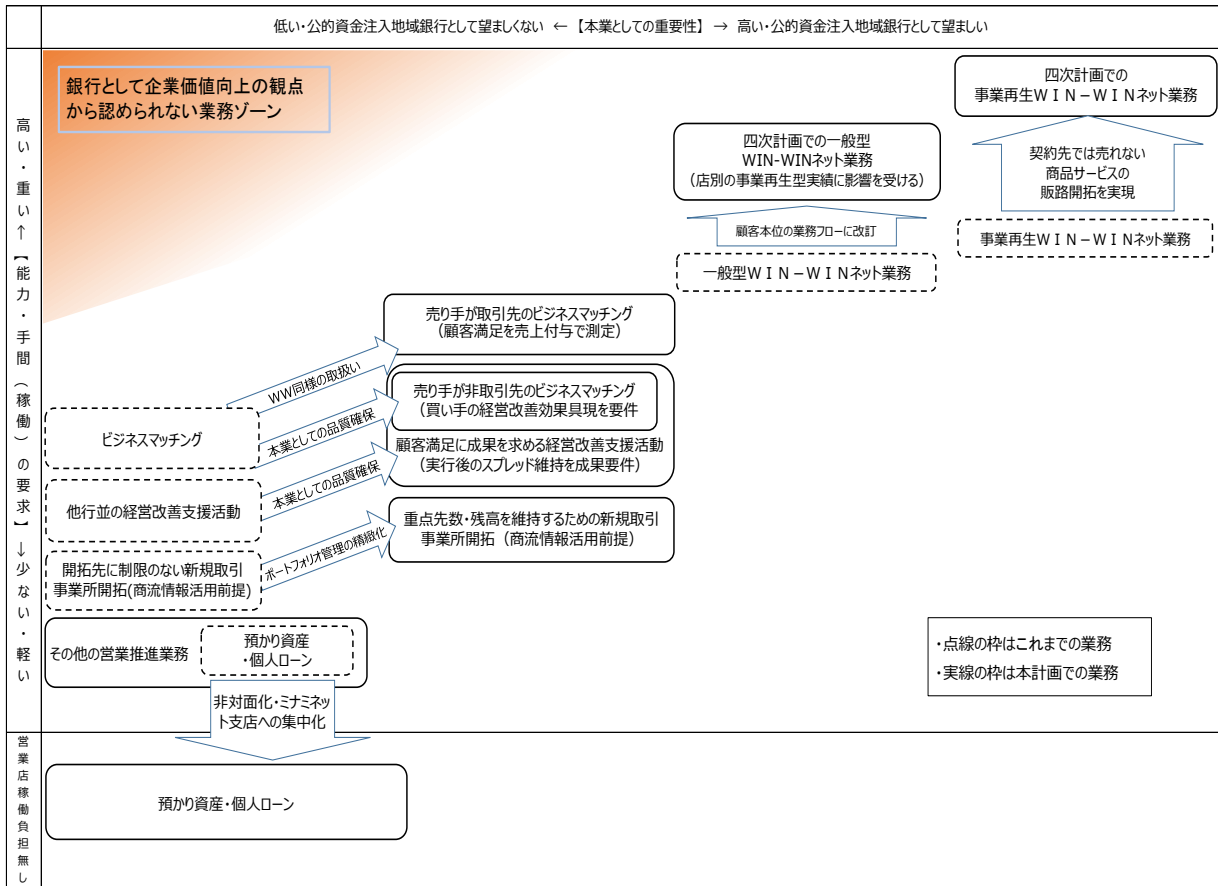 低い・公的資金注入地域銀行として望ましくない ← 【本業としての重要性】 → 高い・公的資金注入地域銀行として望ましい
高い・重い↑【能力・手間（稼働）の要求】↓少ない・軽い
銀行として企業価値向上の観点
から認められない業務ゾーン
四次計画での
事業再生ＷＩＮ－ＷＩＮネット業務
四次計画での一般型
WIN-WINネット業務
（店別の事業再生型実績に影響を受ける）
契約先では売れない
商品サービスの
販路開拓を実現
顧客本位の業務フローに改訂
事業再生ＷＩＮ－ＷＩＮネット業務
一般型ＷＩＮ－ＷＩＮネット業務
売り手が取引先のビジネスマッチング
（顧客満足を売上付与で測定）
WW同様の取扱い
売り手が非取引先のビジネスマッチング
（買い手の経営改善効果具現を要件
ビジネスマッチング
本業としての品質確保
顧客満足に成果を求める経営改善支援活動
（実行後のスプレッド維持を成果要件）
本業としての品質確保
他行並の経営改善支援活動
重点先数・残高を維持するための新規取引
事業所開拓（商流情報活用前提）
ポートフォリオ管理の精緻化
開拓先に制限のない新規取引
事業所開拓(商流情報活用前提)
その他の営業推進業務
預かり資産
・個人ローン
・点線の枠はこれまでの業務
・実線の枠は本計画での業務
非対面化・ミナミネッ
ト支店への集中化
営業店稼働負担無し
預かり資産・個人ローン